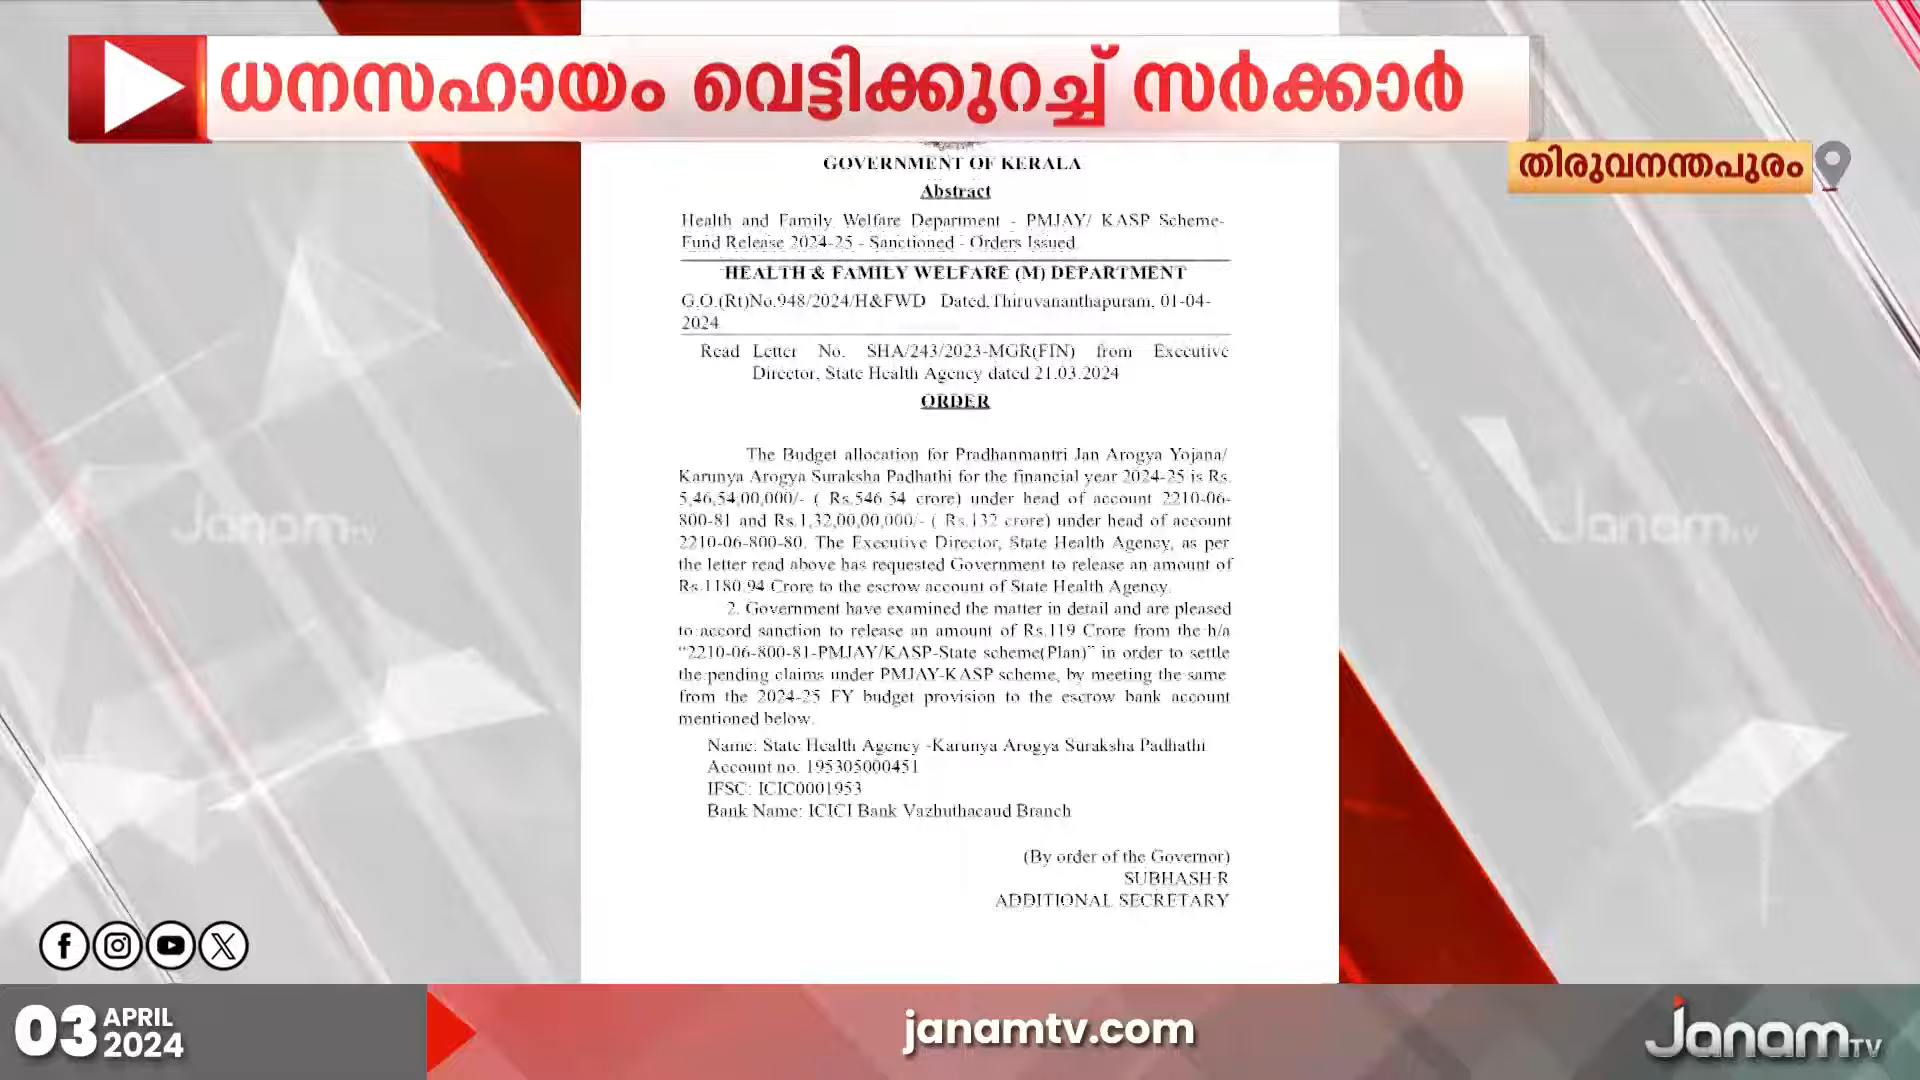 ധനസഹായം വെട്ടിക്കുറച്ച് സർക്കാർ
തിരുവനന്തപുരം
GOVERNMENT OF KERALA
Abstract
Health and Family Welfare Department - PMJAY/ KASP Scheme-
Fund Release 2024-25 - Sanctioned - Orders Issued.
HEALTH & FAMILY WELFARE (M) DEPARTMENT
G.O.(Rt)No.948/2024/H&FWD Dated,Thiruvananthapuram, 01-04-
2024
Read Letter No. SHA/243/2023-MGR(FIN) from Executive
Director, State Health Agency dated 21.03.2024
ORDER
The Budget allocation for Pradhanmantri Jan Arogya Yojana/
Karunya Arogya Suraksha Padhathi for the financial year 2024-25 is Rs.
5,46,54,00,000/- ( Rs.546.54 crore) under head of account 2210-06-
800-81 and Rs.1,32,00,00,000/- ( Rs.132 crore) under head of account
2210-06-800-80. The Executive Director, State Health Agency, as per
the letter read above has requested Government to release an amount of
Rs.1180.94 Crore to the escrow account of State Health Agency.
2. Government have examined the matter in detail and are pleased
to accord sanction to release an amount of Rs.119 Crore from the h/a
“2210-06-800-81-PMJAY/KASP-State scheme(Plan)” in order to settle
the pending claims under PMJAY-KASP scheme, by meeting the same
from the 2024-25 FY budget provision to the escrow bank account
mentioned below.
Name: State Health Agency -Karunya Arogya Suraksha Padhathi
Account no. 195305000451
IFSC: ICIC0001953
Bank Name: ICICI Bank Vazhuthacaud Branch
(By order of the Governor)
SUBHASH R
ADDITIONAL SECRETARY
Janam TV
Janam TV
03 APRIL
2024
janamtv.com
Janam TV